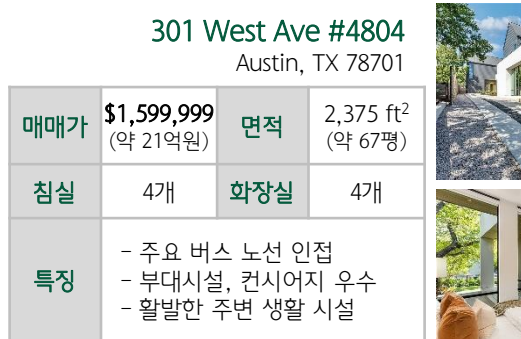 301 West Ave #4804
Austin, TX 78701
매매가 $1,599,999 (약 21억원) 면적 2,375 ft² (약 67평)
침실 4개 화장실 4개
특징
- 주요 버스 노선 인접
- 부대시설, 컨시어지 우수
- 활발한 주변 생활 시설